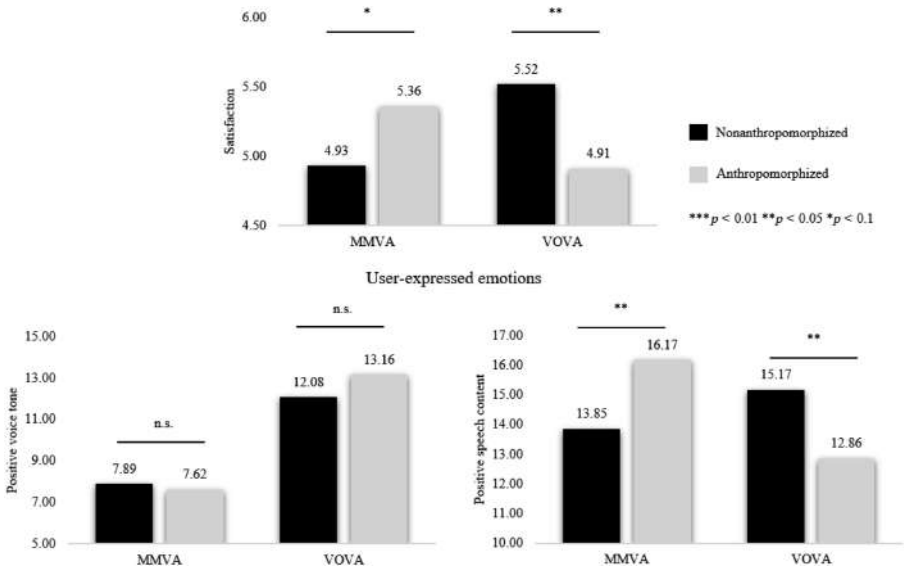 6.00
5.50
5.00
4.50
Satisfaction
*
**
4.93
5.36
5.52
4.91
MMVA
VOVA
Nonanthropomorphized
Anthropomorphized
***p < 0.01 **p < 0.05 *p < 0.1
User-expressed emotions
15.00
13.00
11.00
9.00
7.00
5.00
Positive voice tone
n.s.
n.s.
7.89
7.62
12.08
13.16
MMVA
VOVA
17.00
16.00
15.00
14.00
13.00
12.00
11.00
10.00
Positive speech content
**
**
13.85
16.17
15.17
12.86
MMVA
VOVA